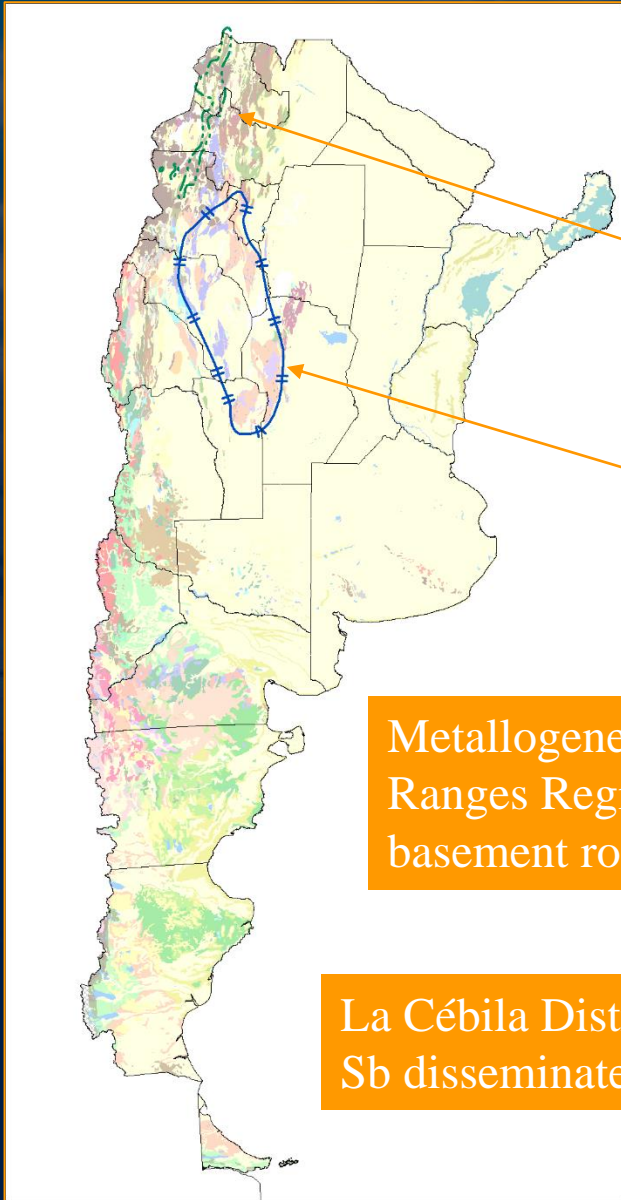 Metallogene
Ranges Regi
basement ro
La Cébila Dist
Sb disseminate